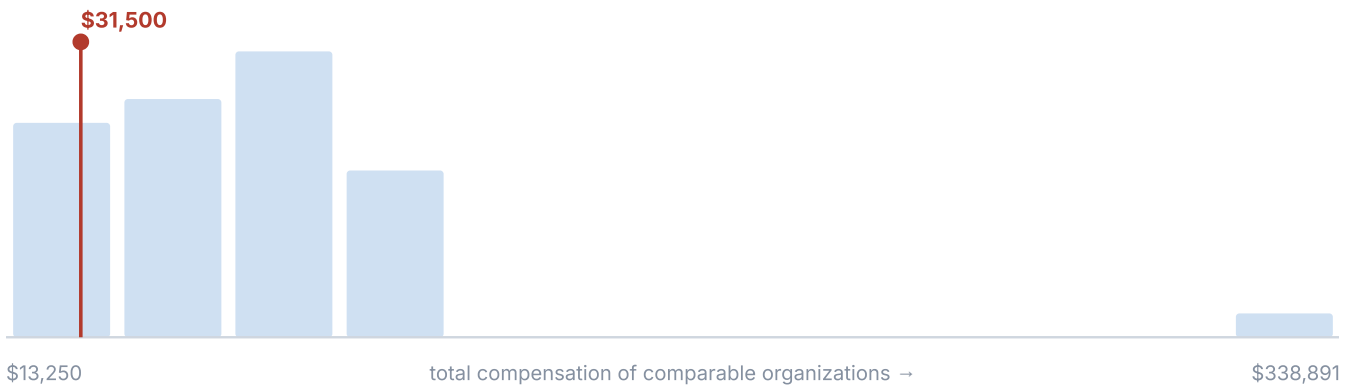 $31,500
$13,250
total compensation of comparable organizations →
$338,891